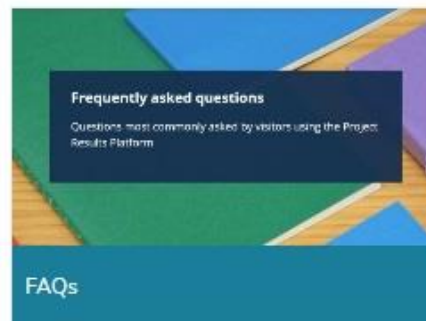 Frequently asked questions
Questions most commonly asked by visitors using the Project
Results Platform
FAQs